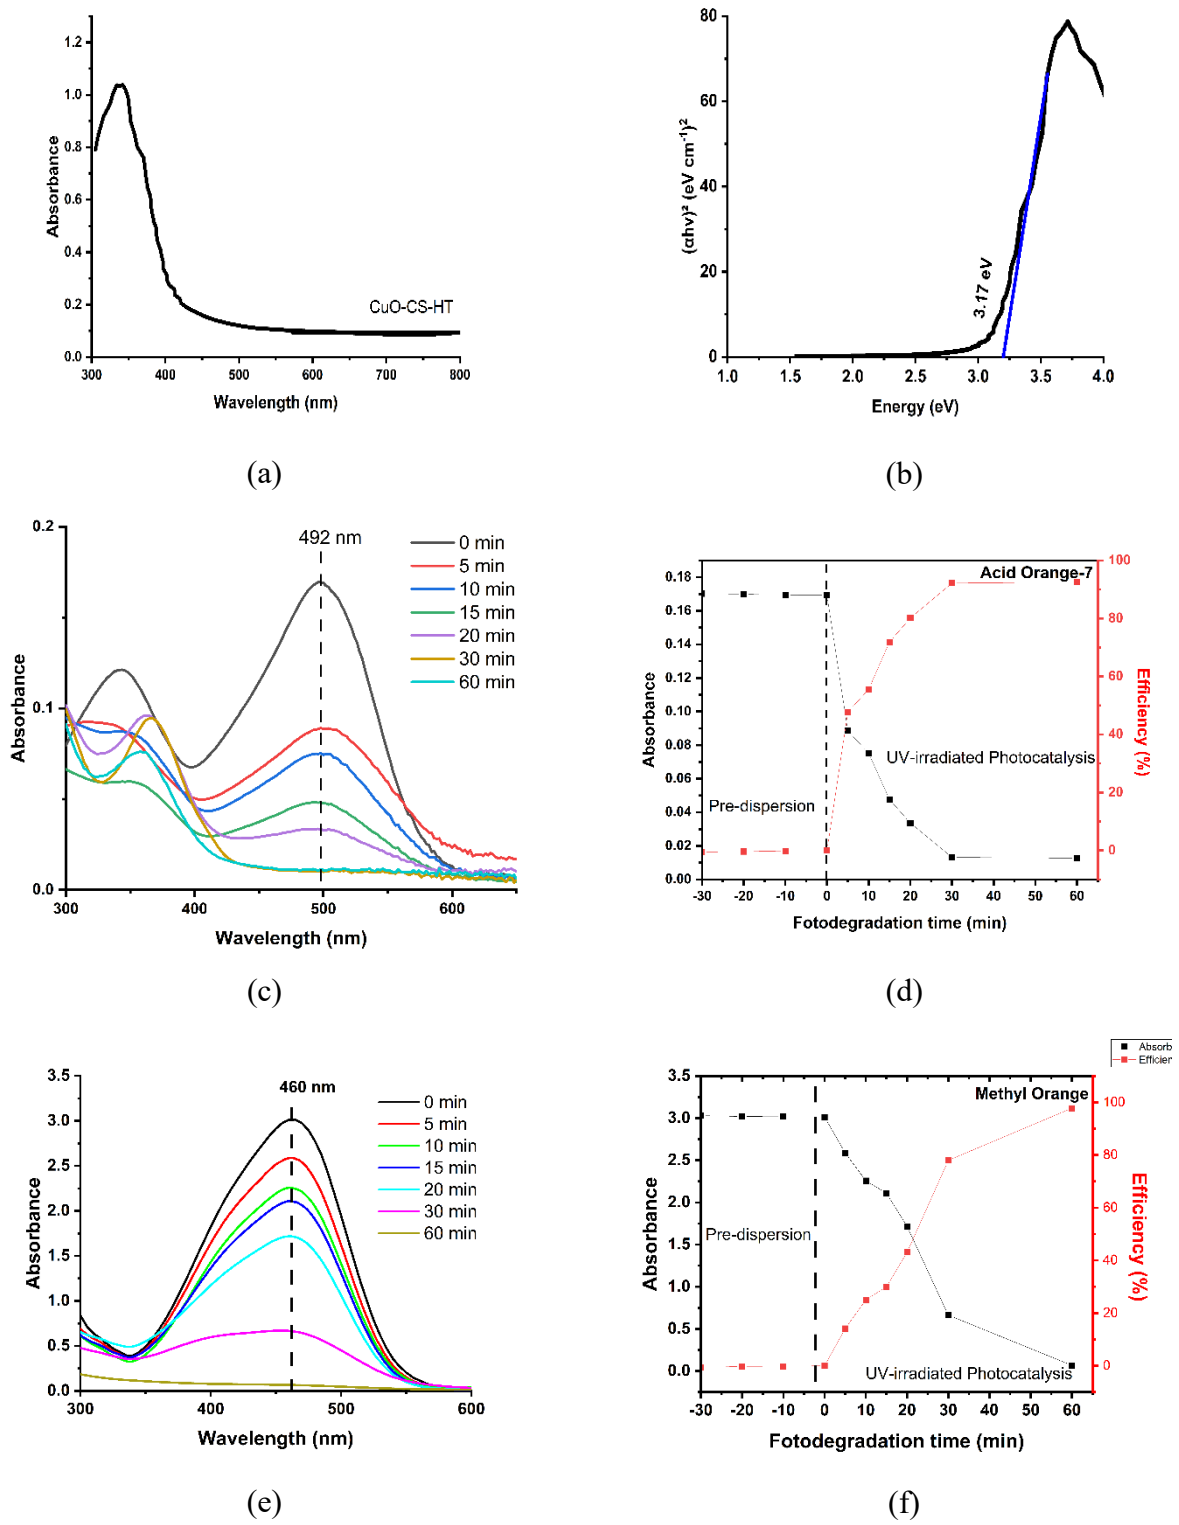 1.2
1.0
0.8
0.6
0.4
0.2
0.0
Absorbance
CuO-CS-HT
300 400 500 600 700 800
Wavelength (nm)
(a)
80
60
40
20
0
(αhν)² (eV cm⁻¹)²
3.17 eV
1.0 1.5 2.0 2.5 3.0 3.5 4.0
Energy (eV)
(b)
0.2
0.1
0.0
Absorbance
492 nm
0 min
5 min
10 min
15 min
20 min
30 min
60 min
300 400 500 600
Wavelength (nm)
(c)
0.18
0.16
0.14
0.12
0.10
0.08
0.06
0.04
0.02
0.00
Absorbance
Acid Orange-7
UV-irradiated Photocatalysis
Pre-dispersion
100
80
60
40
20
0
Efficiency (%)
-30 -20 -10 0 10 20 30 40 50 60
Fotodegradation time (min)
(d)
3.5
3.0
2.5
2.0
1.5
1.0
0.5
0.0
Absorbance
460 nm
0 min
5 min
10 min
15 min
20 min
30 min
60 min
300 400 500 600
Wavelength (nm)
(e)
Absorb
Efficien
3.5
3.0
2.5
2.0
1.5
1.0
0.5
0.0
Absorbance
Methyl Orange
Pre-dispersion
UV-irradiated Photocatalysis
100
80
60
40
20
0
Efficiency (%)
-30 -20 -10 0 10 20 30 40 50 60
Fotodegradation time (min)
(f)